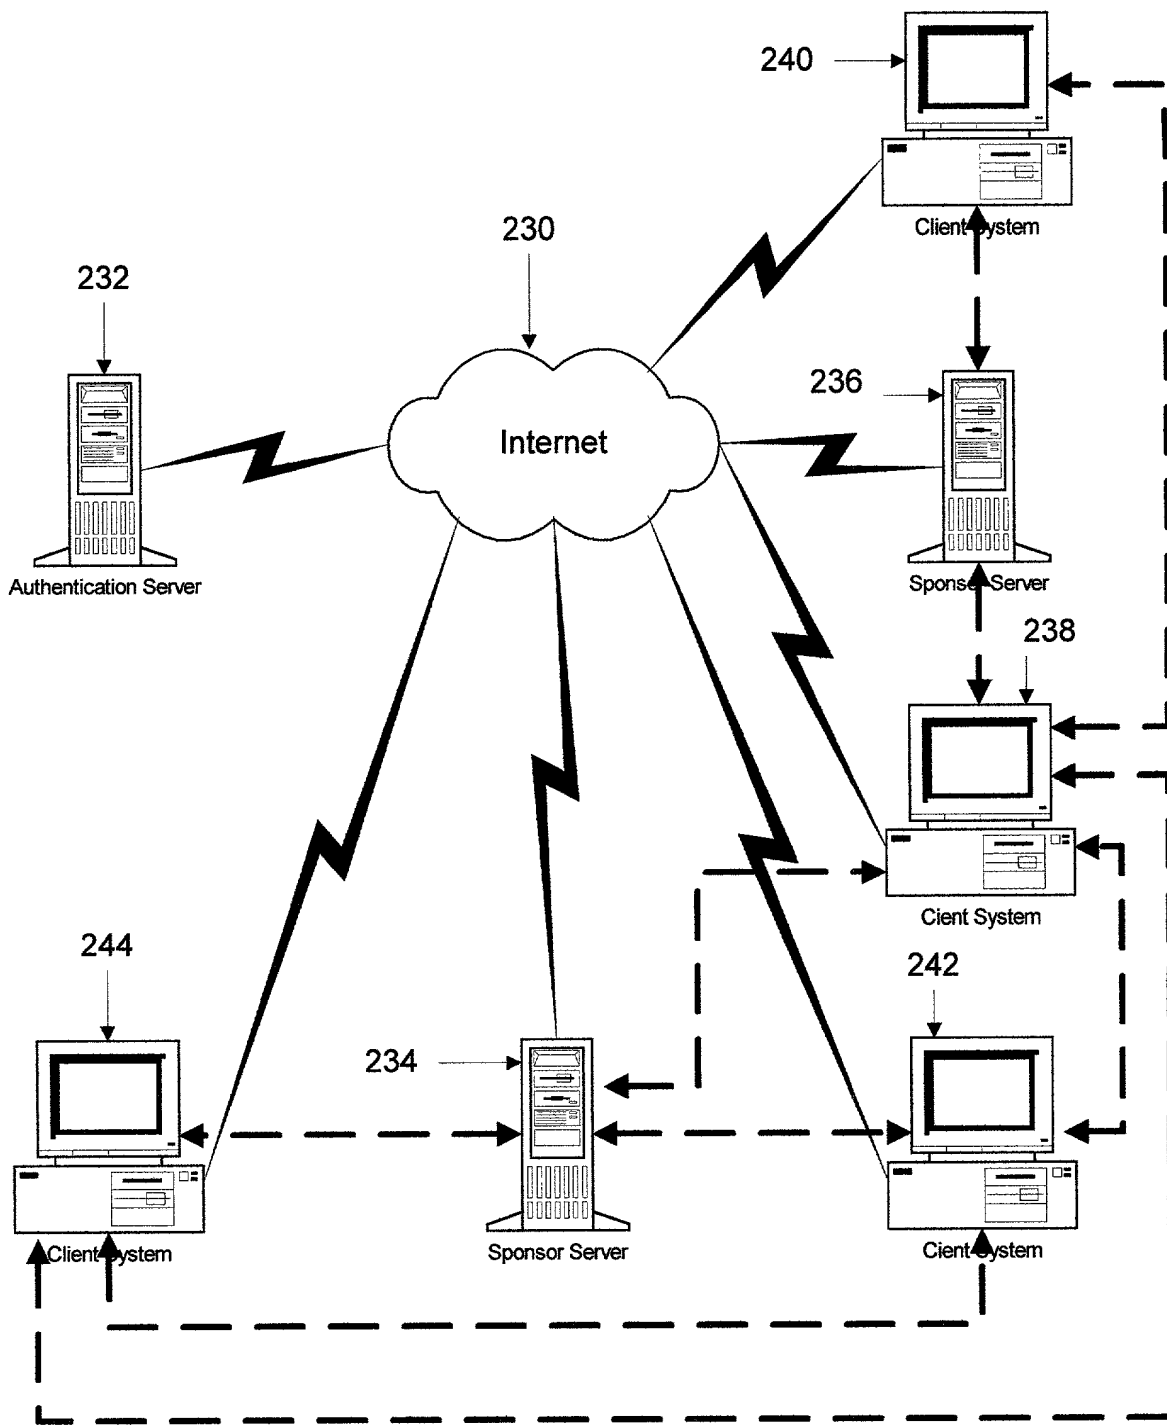 240
Client System
230
232
236
Internet
Authentication Server
Sponsor Server
238
Cient System
244
242
234
Client System
Sponsor Server
Cient System